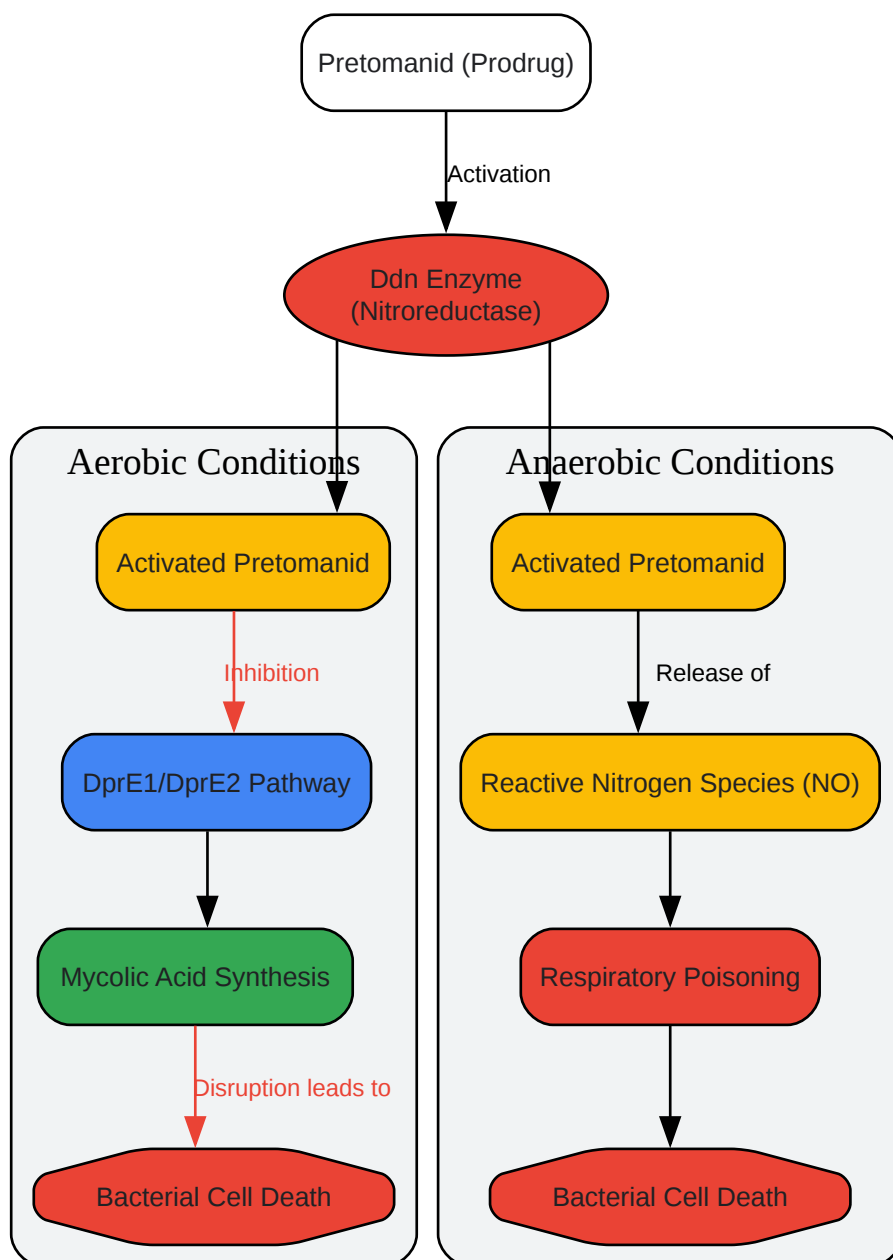 Pretomanid (Prodrug)
Activation
Ddn Enzyme
(Nitroreductase)
Aerobic Conditions
Activated Pretomanid
Inhibition
DprE1/DprE2 Pathway
Mycolic Acid Synthesis
Disruption leads to
Bacterial Cell Death
Anaerobic Conditions
Activated Pretomanid
Release of
Reactive Nitrogen Species (NO)
Respiratory Poisoning
Bacterial Cell Death